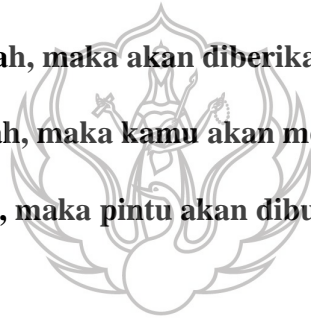 ah, maka akan diberika
ah, maka kamu akan me
, maka pintu akan dibu